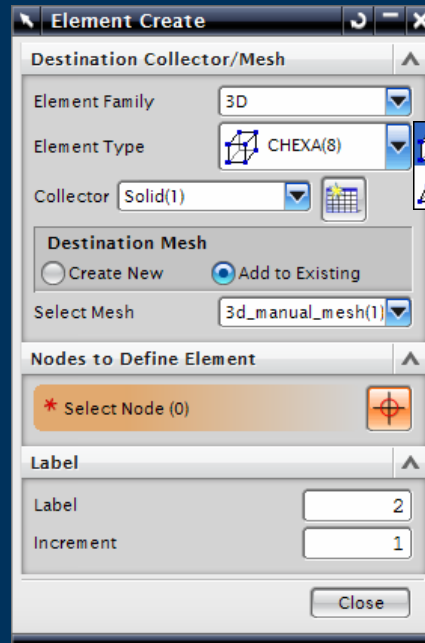 Element Create
Destination Collector/Mesh
Element Family 3D
Element Type CHEXA(8)
Collector Solid(1)
Destination Mesh
Create New Add to Existing
Select Mesh 3d_manual_mesh(1)
Nodes to Define Element
* Select Node (0)
Label
Label 2
Increment 1
Close